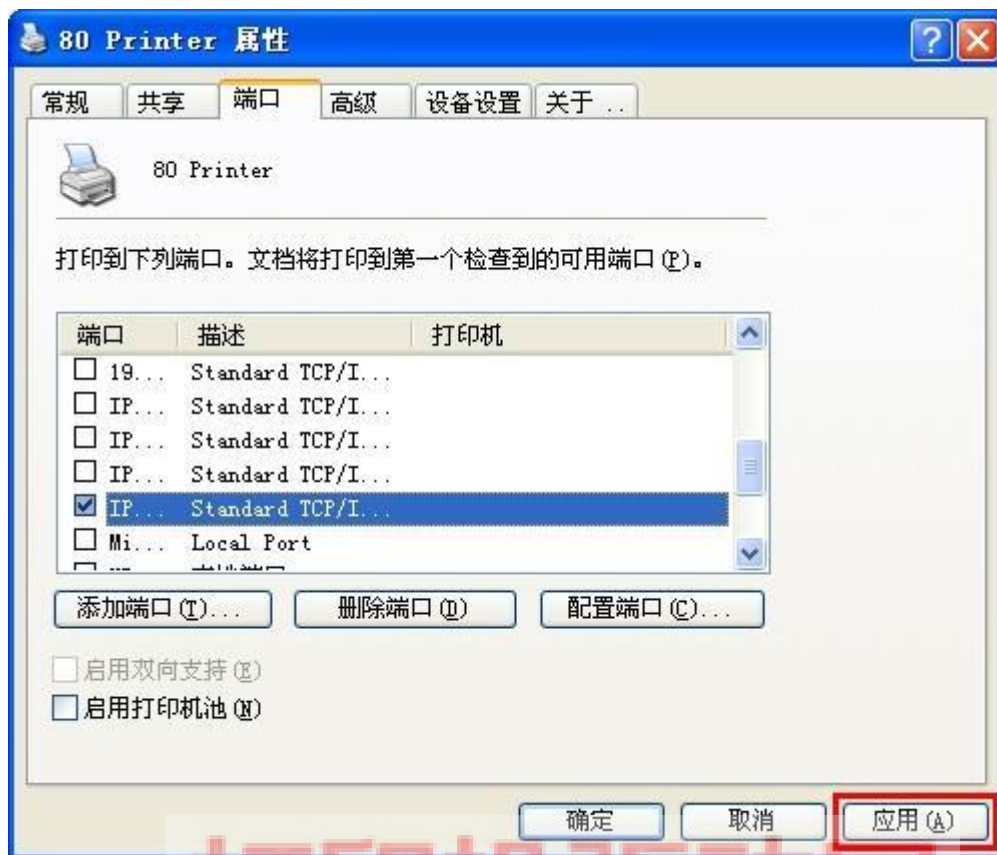 80 Printer 属性
常规 共享 端口 高级 设备设置 关于 ..
80 Printer
打印到下列端口。文档将打印到第一个检查到的可用端口(P)。
端口 描述 打印机
19... Standard TCP/I...
IP... Standard TCP/I...
IP... Standard TCP/I...
IP... Standard TCP/I...
IP... Standard TCP/I...
Mi... Local Port
添加端口(T)... 删除端口(D) 配置端口(C)...
启用双向支持(E)
启用打印机池(N)
确定 取消 应用(A)